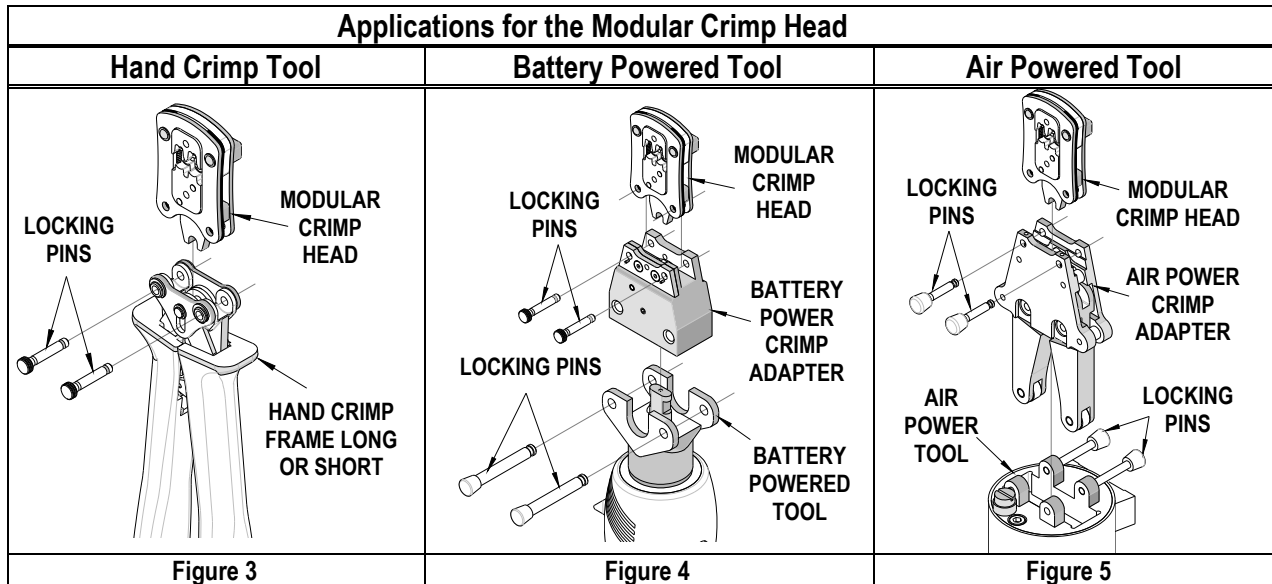 Applications for the Modular Crimp Head
Hand Crimp Tool
Battery Powered Tool
Air Powered Tool
MODULAR
CRIMP
HEAD
LOCKING
PINS
HAND CRIMP
FRAME LONG
OR SHORT
MODULAR
CRIMP
HEAD
LOCKING
PINS
BATTERY
POWER
CRIMP
ADAPTER
LOCKING PINS
BATTERY
POWERED
TOOL
LOCKING
PINS
MODULAR
CRIMP HEAD
AIR POWER
CRIMP
ADAPTER
AIR
POWER
TOOL
LOCKING
PINS
Figure 3
Figure 4
Figure 5